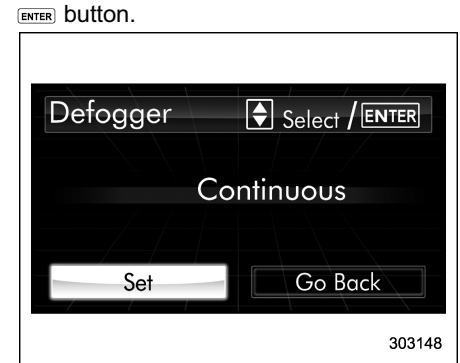 ENTER button.
Defogger Select / ENTER
Continuous
Set Go Back
303148